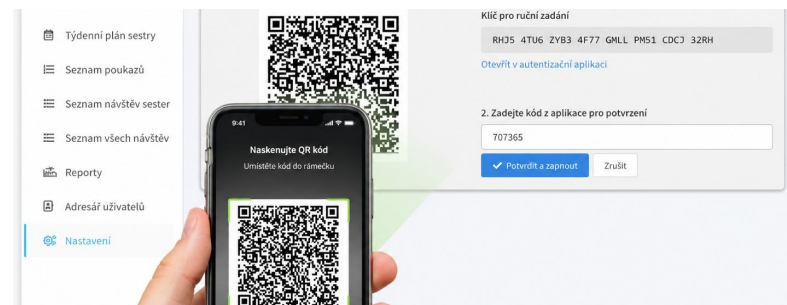 Týdenní plán sestry
Seznam poukazů
Seznam návštěv sester
Seznam všech návštěv
Reporty
Adresář uživatelů
Nastavení
Klíč pro ruční zadání
RHJ5 4TU6 ZYB3 4F77 GMLL PM51 CDCJ 32RH
Otevřít v autentizační aplikaci
2. Zadejte kód z aplikace pro potvrzení
707365
Potvrdit a zapnout
Zrušit
9:41
Naskenujte QR kód
Umístěte kód do rámečku